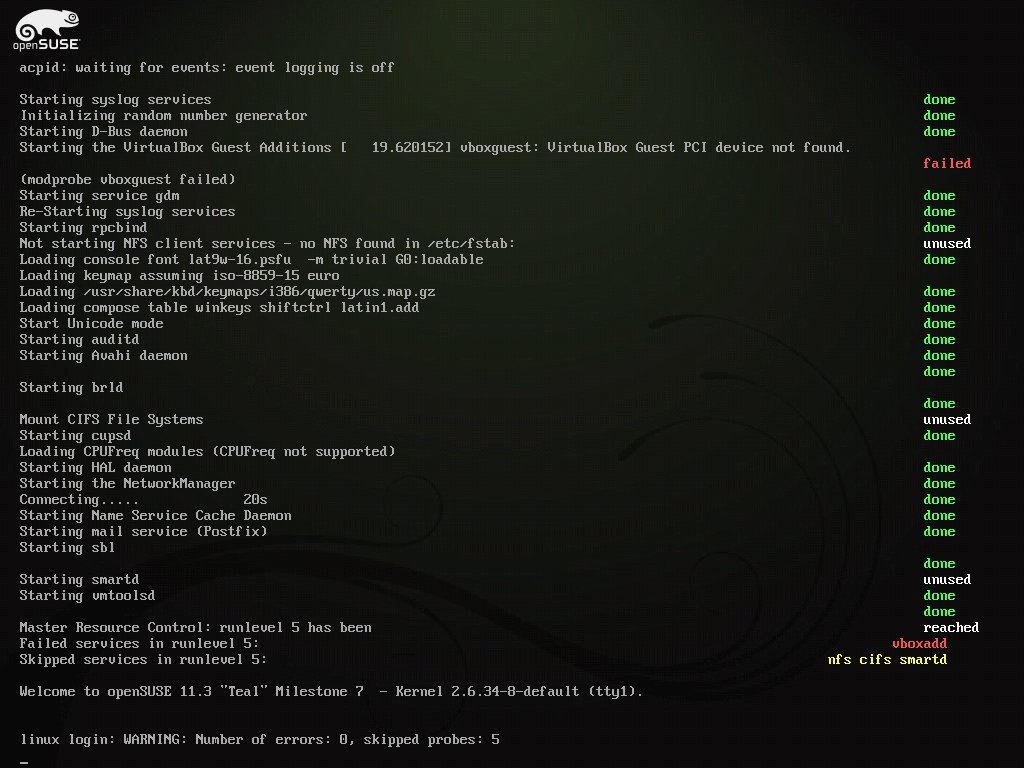 openSUSE
acpid: waiting for events: event logging is off
Starting syslog services done
Initializing random number generator done
Starting D-Bus daemon done
Starting the VirtualBox Guest Additions [   19.620152] vboxguest: VirtualBox Guest PCI device not found.
failed
(modprobe vboxguest failed)
Starting service gdm done
Re-Starting syslog services done
Starting rpcbind done
Not starting NFS client services - no NFS found in /etc/fstab: unused
Loading console font lat9w-16.psfu  -m trivial G0:loadable done
Loading keymap assuming iso-8859-15 euro
Loading /usr/share/kbd/keymaps/i386/qwerty/us.map.gz done
Loading compose table winkeys shiftctrl latin1.add done
Start Unicode mode done
Starting auditd done
Starting Avahi daemon done
done
Starting brld
done
Mount CIFS File Systems unused
Starting cupsd done
Loading CPUFreq modules (CPUFreq not supported)
Starting HAL daemon done
Starting the NetworkManager done
Connecting..... 20s done
Starting Name Service Cache Daemon done
Starting mail service (Postfix) done
Starting sbl
done
Starting smartd unused
Starting vmtoolsd done
done
Master Resource Control: runlevel 5 has been reached
Failed services in runlevel 5: vboxadd
Skipped services in runlevel 5: nfs cifs smartd
Welcome to openSUSE 11.3 "Teal" Milestone 7  - Kernel 2.6.34-8-default (tty1).
linux login: WARNING: Number of errors: 0, skipped probes: 5
_